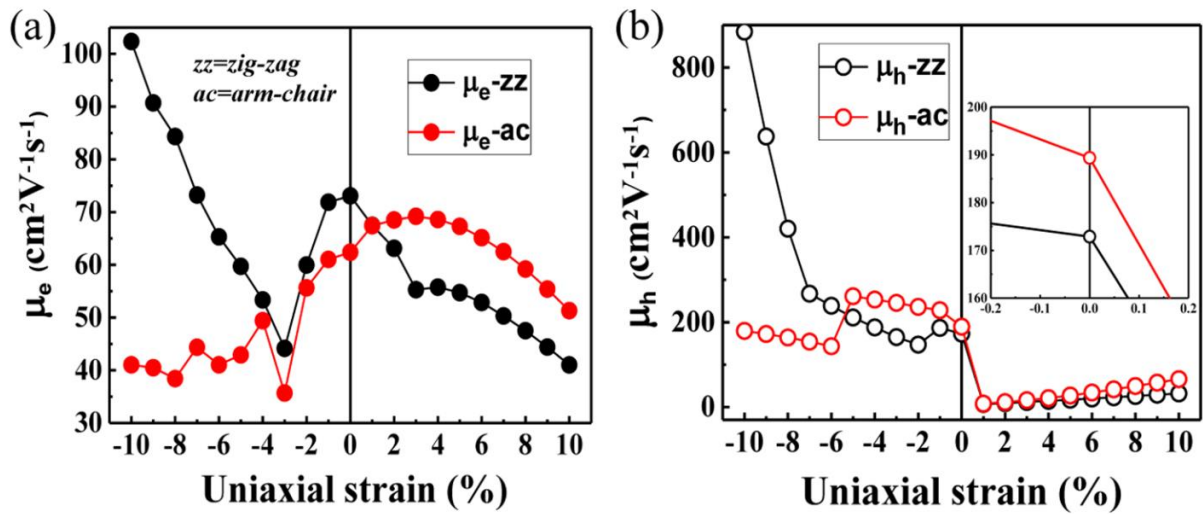 (a)
100
90
80
70
60
50
40
30
μe (cm²V⁻¹s⁻¹)
zz=zig-zag
ac=arm-chair
μe-zz
μe-ac
-10 -8 -6 -4 -2 0 2 4 6 8 10
Uniaxial strain (%)
(b)
800
600
400
200
0
μh (cm²V⁻¹s⁻¹)
μh-zz
μh-ac
200
190
180
170
160
-0.2 -0.1 0.0 0.1 0.2
-10 -8 -6 -4 -2 0 2 4 6 8 10
Uniaxial strain (%)